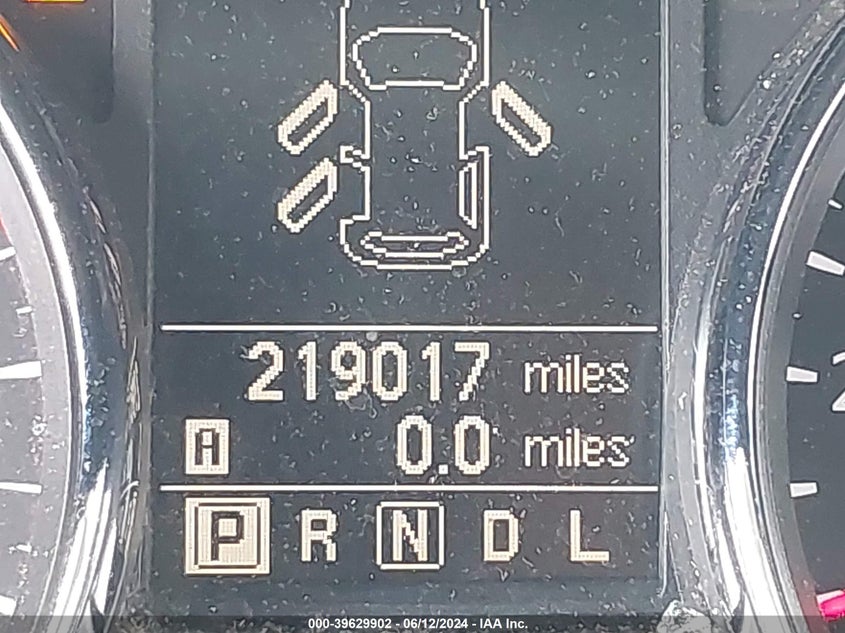 219017 miles
A 0.0 miles
P R N D L
000-39629902 - 06/12/2024 - IAA Inc.